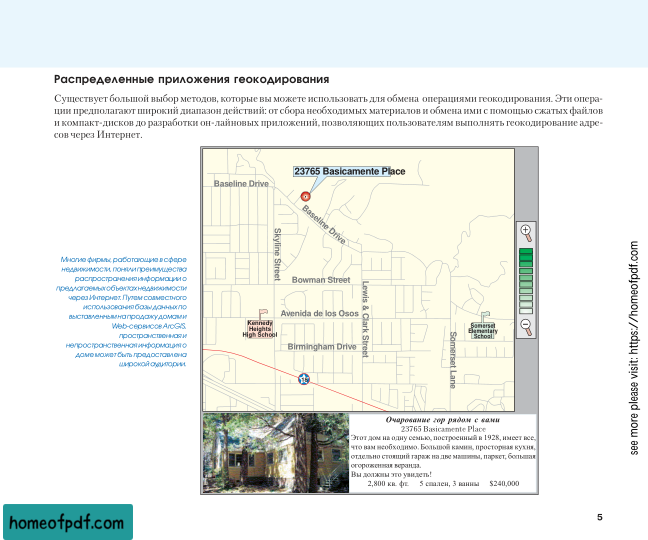 Распределенные приложения геокодирования
Существует большой выбор методов, которые вы можете использовать для обмена операциями геокодирования. Эти опера-
ции предполагают широкий диапазон действий: от сбора необходимых материалов и обмена ими с помощью сжатых файлов
и компакт-дисков до разработки он-лайновых приложений, позволяющих пользователям выполнять геокодирование адре-
сов через Интернет.
Многие фирмы, работающие в сфере
недвижимости, поняли преимущества
распространения информации о
предлагаемых объектах недвижимости
через Интернет. Путем совместного
использования базы данных по
выставленным на продажу домам и
Web-сервисов ArcGIS,
пространственная и
непространственная информация о
доме может быть предоставлена
широкой аудитории.
23765 Basicamente Place
Baseline Drive
Baseline Drive
Skyline Street
Bowman Street
Lewis & Clark Street
Avenida de los Osos
Kennedy
Heights
High School
Somerset
Elementary
School
Birmingham Drive
Somerset Lane
15
Очарование гор рядом с вами
23765 Basicamente Place
Этот дом на одну семью, построенный в 1928, имеет все,
что вам необходимо. Большой камин, просторная кухня,
отдельно стоящий гараж на две машины, паркет, большая
огороженная веранда.
Вы должны это увидеть!
2,800 кв. фт. 5 спален, 3 ванны $240,000
see more please visit: https://homeofpdf.com
homeofpdf.com
5